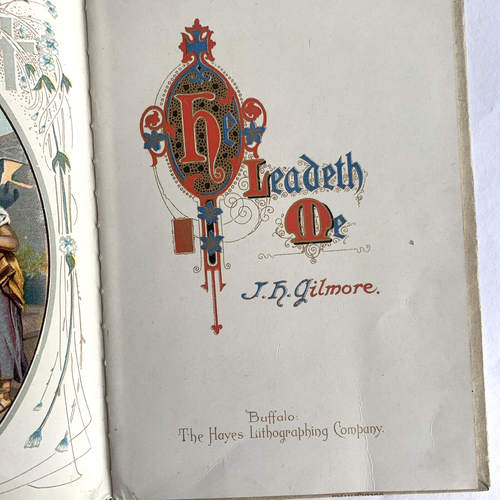 He
Leadeth
Me
J. H. Gilmore.
Buffalo:
The Hayes Lithographing Company.